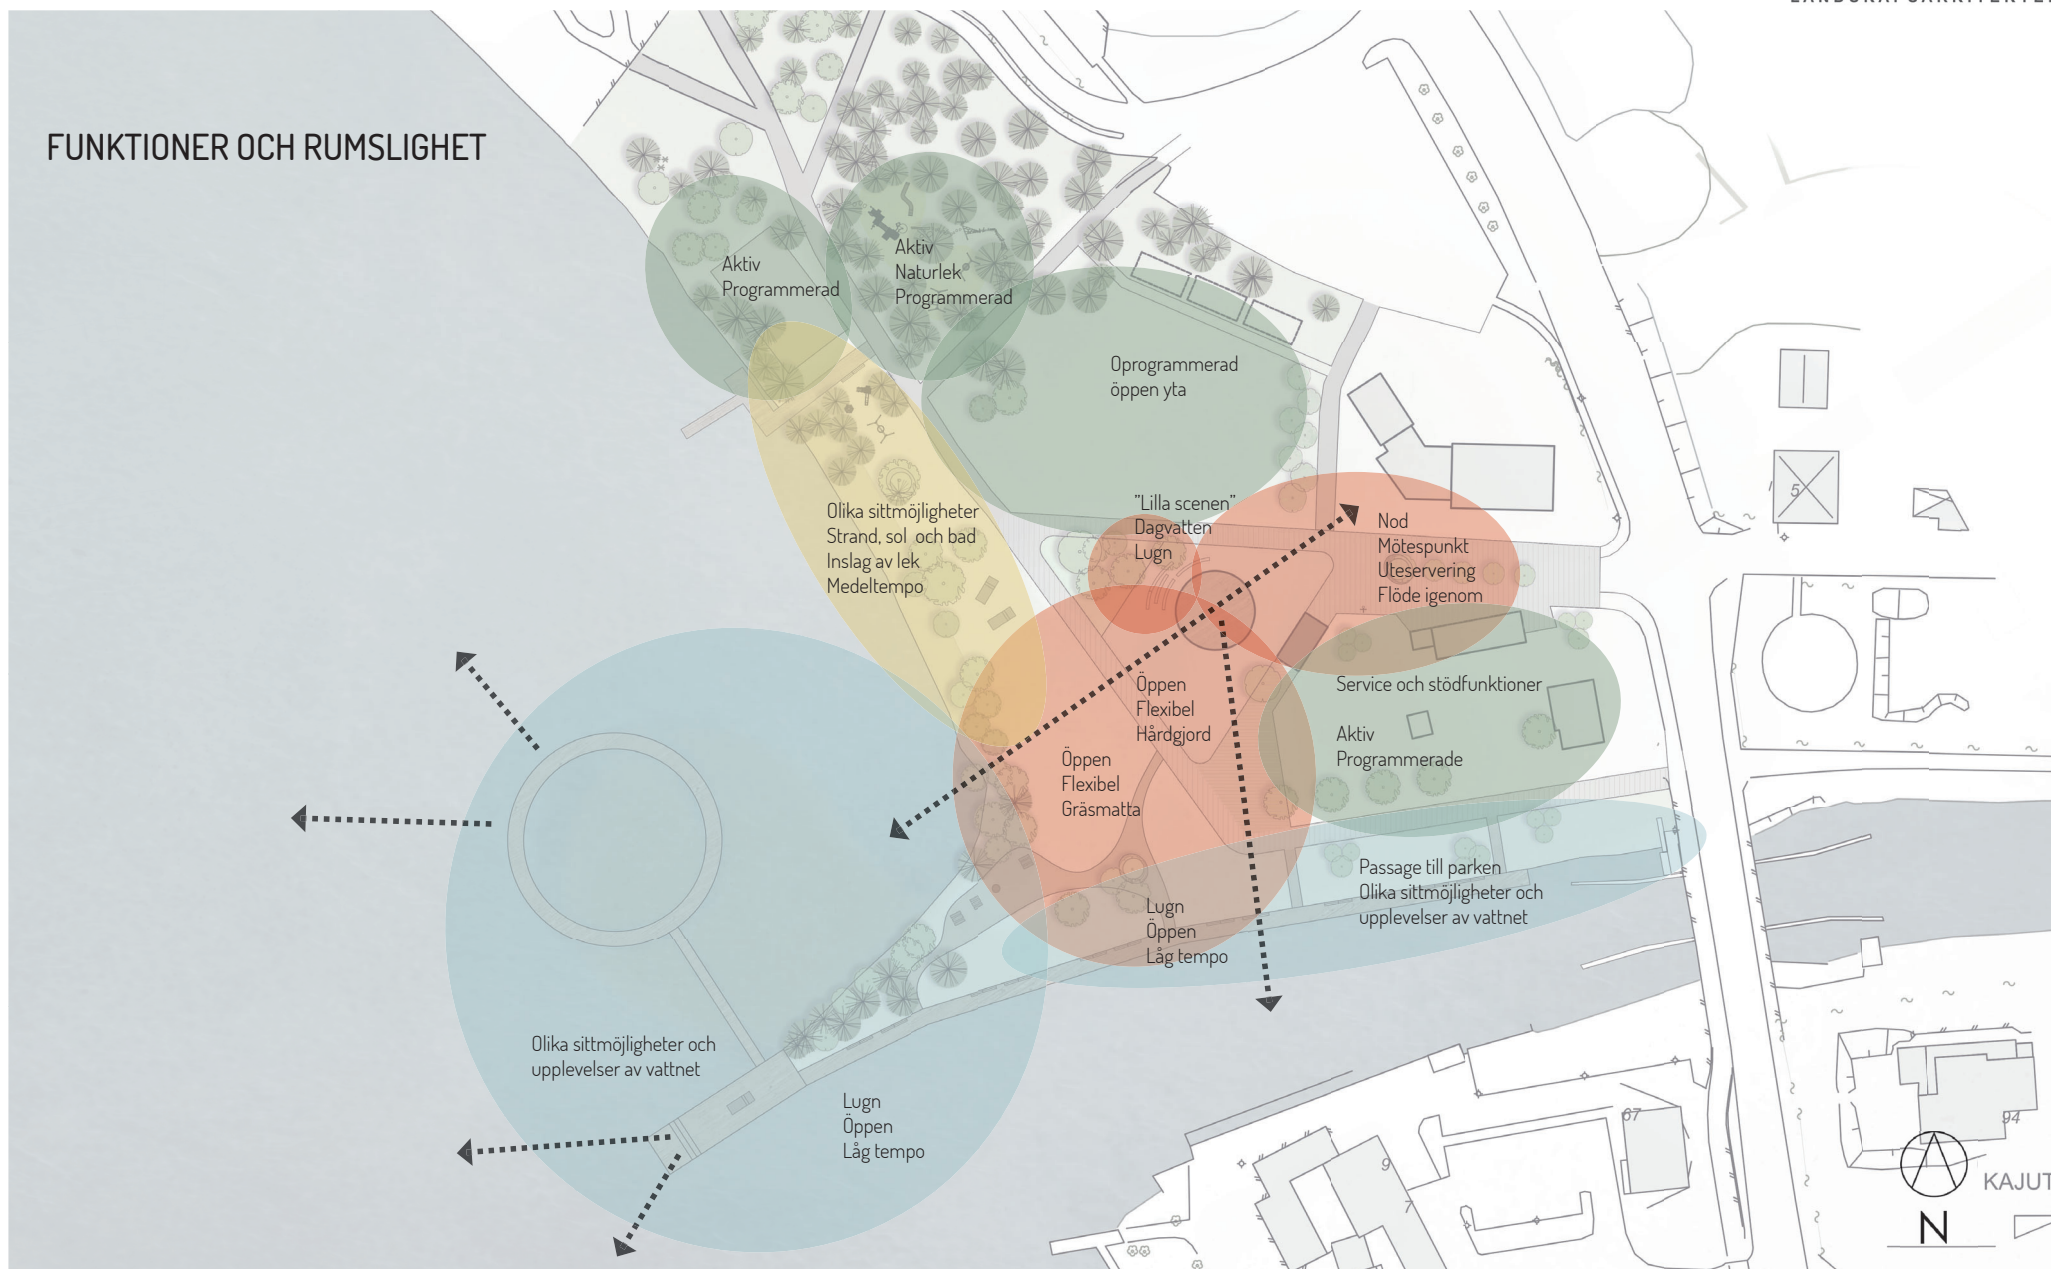 FUNKTIONER OCH RUMSLIGHET
Aktiv
Programmerad
Aktiv
Naturlek
Programmerad
Oprogrammerad
öppen yta
Olika sittmöjligheter
Strand, sol och bad
Inslag av lek
Medeltempo
"Lilla scenen"
Dagvatten
Lugn
Nod
Mötespunkt
Uteservering
Flöde igenom
Service och stödfunktioner
Aktiv
Programmerade
Öppen
Flexibel
Hårdgjord
Öppen
Flexibel
Gräsmatta
Passage till parken
Olika sittmöjligheter och
upplevelser av vattnet
Lugn
Öppen
Låg tempo
Olika sittmöjligheter och
upplevelser av vattnet
Lugn
Öppen
Låg tempo
5
67
94
9
7
KAJUT
N